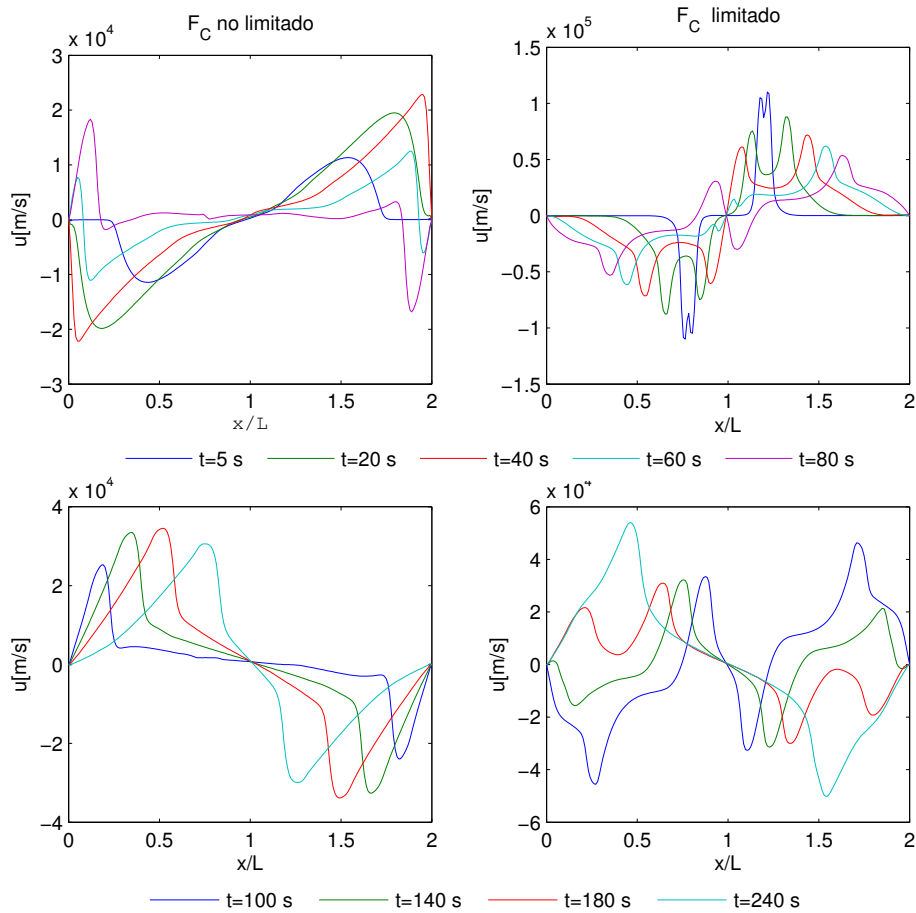 F_C no limitado
F_C limitado
x 10^4
3
2
1
0
−1
−2
−3
u[m/s]
0 0.5 1 1.5 2
x/L
x 10^5
1.5
1
0.5
0
−0.5
−1
−1.5
u[m/s]
0 0.5 1 1.5 2
x/L
t=5 s t=20 s t=40 s t=60 s t=80 s
x 10^4
4
2
0
−2
−4
u[m/s]
0 0.5 1 1.5 2
x/L
x 10^4
6
4
2
0
−2
−4
−6
u[m/s]
0 0.5 1 1.5 2
x/L
t=100 s t=140 s t=180 s t=240 s